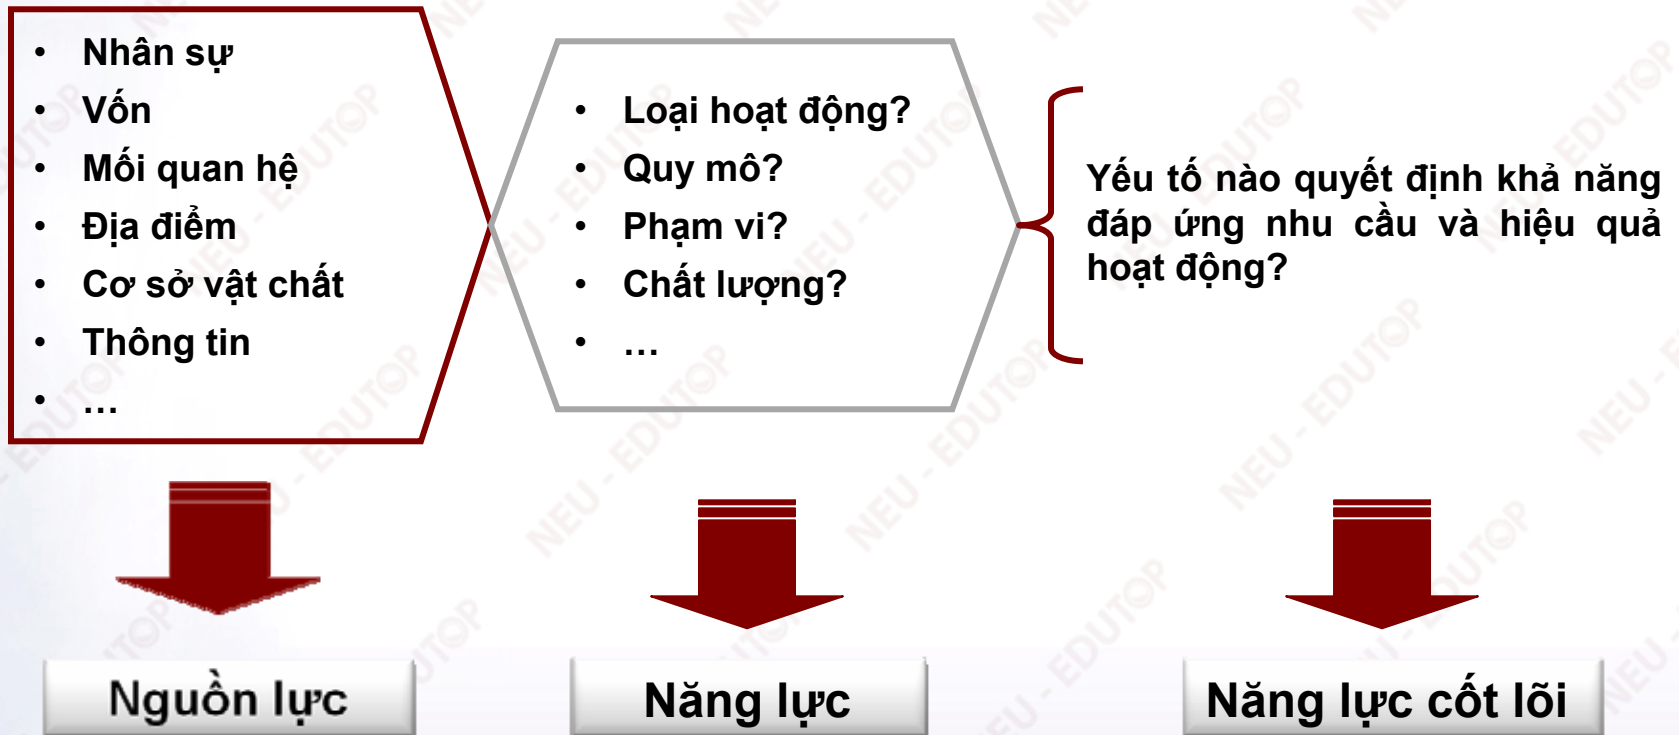 • Nhân sự
• Vốn
• Mối quan hệ
• Địa điểm
• Cơ sở vật chất
• Thông tin
• …
• Loại hoạt động?
• Quy mô?
• Phạm vi?
• Chất lượng?
• …
Yếu tố nào quyết định khả năng
đáp ứng nhu cầu và hiệu quả
hoạt động?
Nguồn lực
Năng lực
Năng lực cốt lõi
NEU - EDUTOP